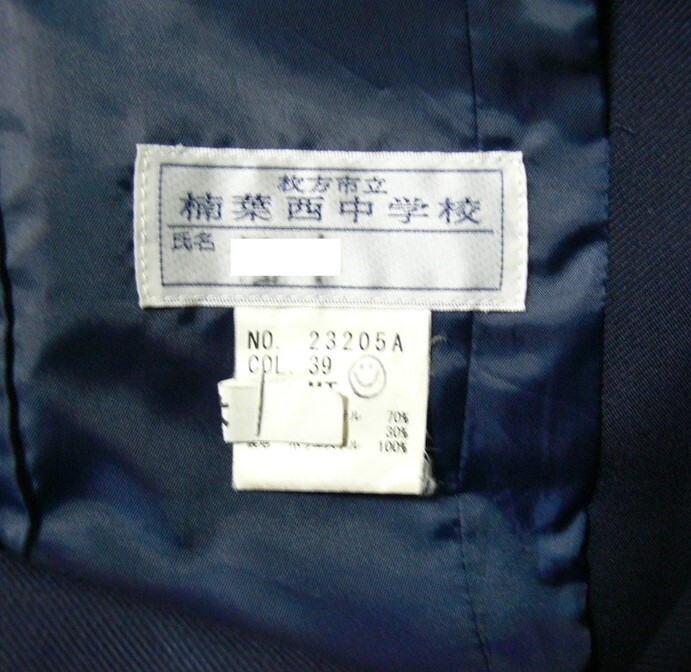 枚方市立
楠葉西中学校
氏名
NO. 23205A
COL. 39
ル 70%
30%
100%